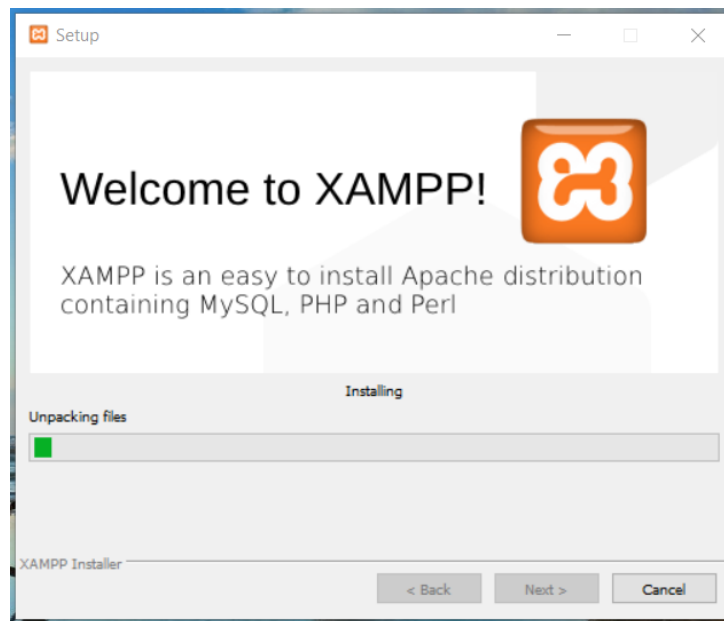 Setup
Welcome to XAMPP!
XAMPP is an easy to install Apache distribution
containing MySQL, PHP and Perl
Installing
Unpacking files
XAMPP Installer
< Back
Next >
Cancel